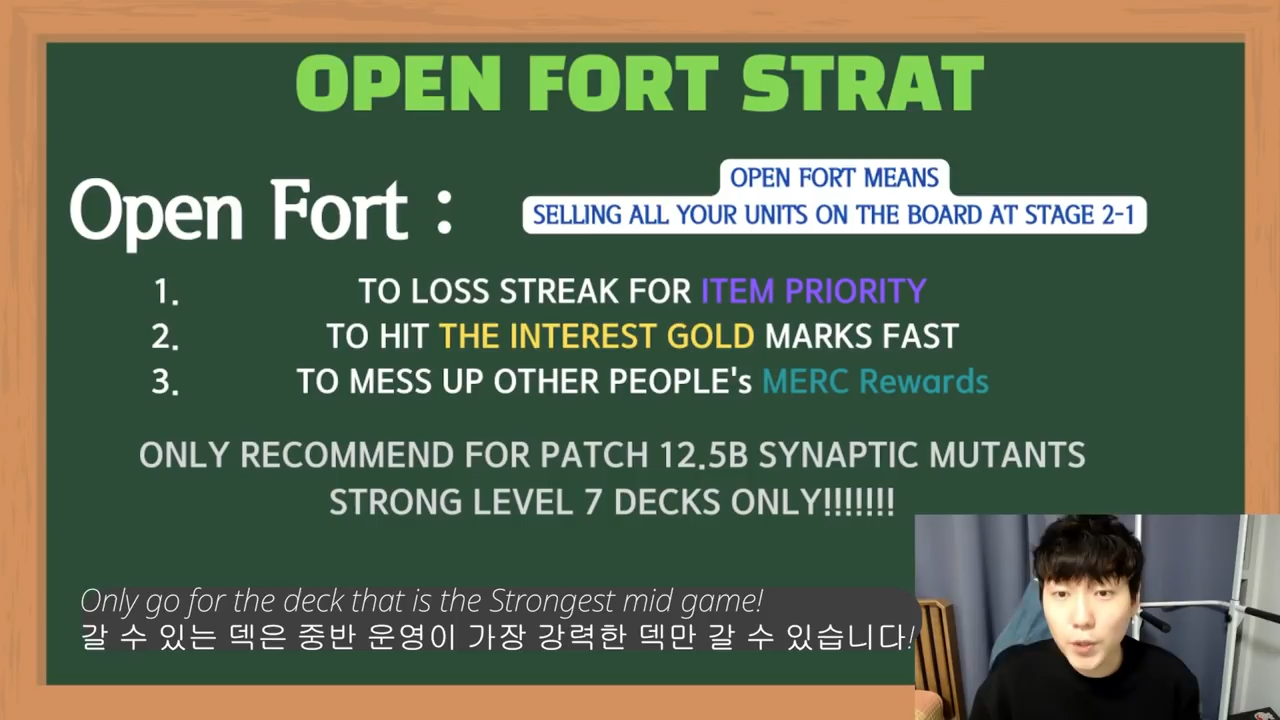 OPEN FORT STRAT
Open Fort :
OPEN FORT MEANS
SELLING ALL YOUR UNITS ON THE BOARD AT STAGE 2-1
1. TO LOSS STREAK FOR ITEM PRIORITY
2. TO HIT THE INTEREST GOLD MARKS FAST
3. TO MESS UP OTHER PEOPLE's MERC Rewards
ONLY RECOMMEND FOR PATCH 12.5B SYNAPTIC MUTANTS
STRONG LEVEL 7 DECKS ONLY!!!!!!!
Only go for the deck that is the Strongest mid game!
갈 수 있는 덱은 중반 운영이 가장 강력한 덱만 갈 수 있습니다!